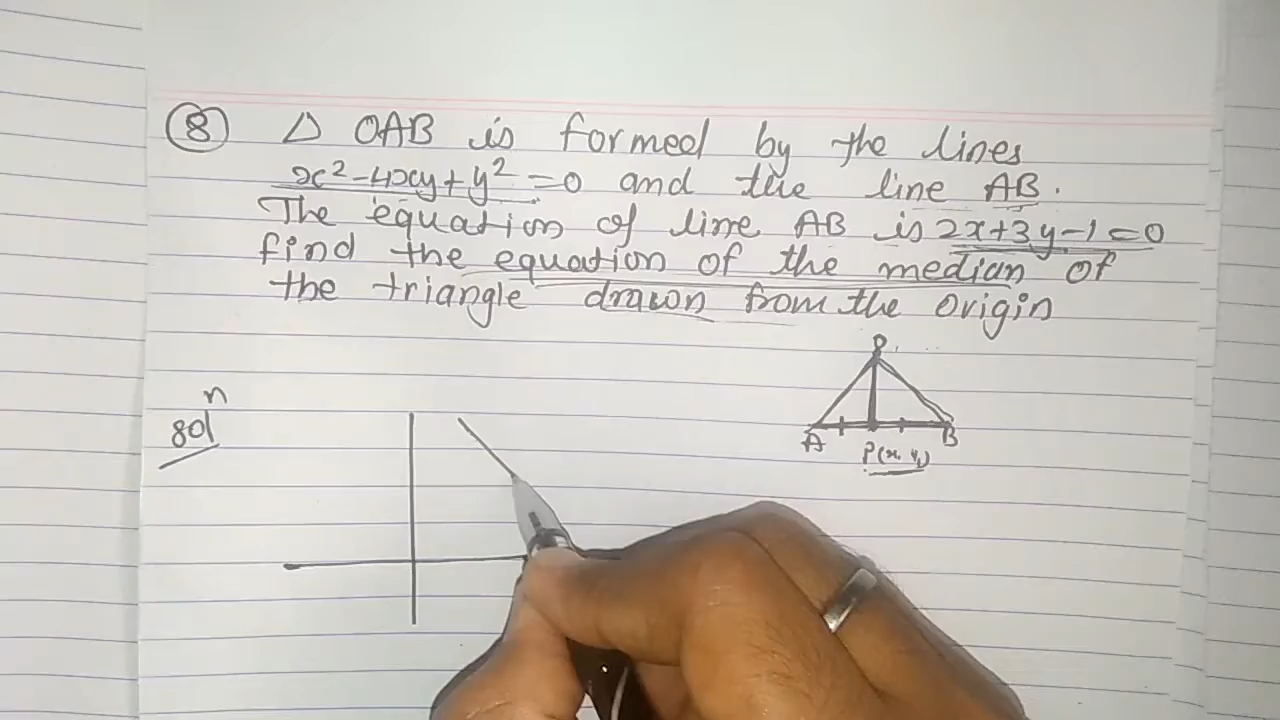 8 △ OAB is formed by the lines
x²-4xy+y²=0 and the line AB.
The equation of line AB is 2x+3y-1=0
find the equation of the median of
the triangle drawn from the origin
Solⁿ
A B
P(x, y)